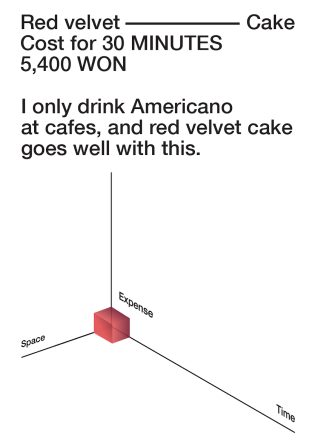 Red velvet Cake
Cost for 30 MINUTES
5,400 WON
I only drink Americano
at cafes, and red velvet cake
goes well with this.
Expense
Space
Time